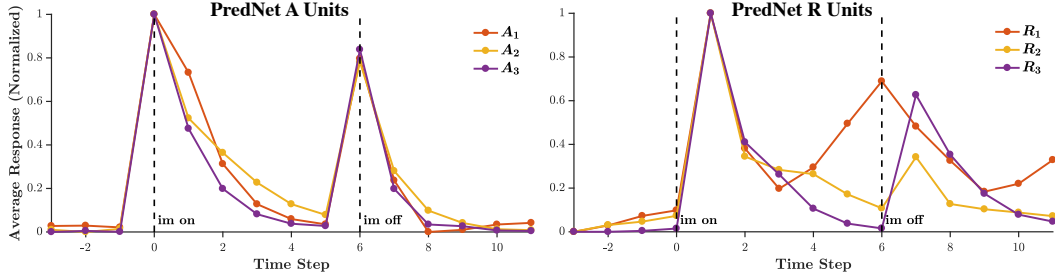 PredNet A Units
Average Response (Normalized)
1
0.8
0.6
0.4
0.2
0
-2 0 2 4 6 8 10
Time Step
im on
im off
A1
A2
A3
PredNet R Units
1
0.8
0.6
0.4
0.2
0
-2 0 2 4 6 8 10
Time Step
im on
im off
R1
R2
R3